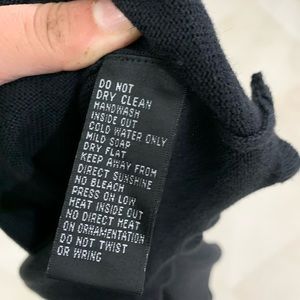 DO NOT
DRY CLEAN
HANDWASH
INSIDE OUT
COLD WATER ONLY
MILD SOAP
DRY FLAT
KEEP AWAY FROM
DIRECT SUNSHINE
NO BLEACH
PRESS ON LOW
HEAT INSIDE OUT
NO DIRECT HEAT
ON ORNAMENTATION
DO NOT TWIST
OR WRING